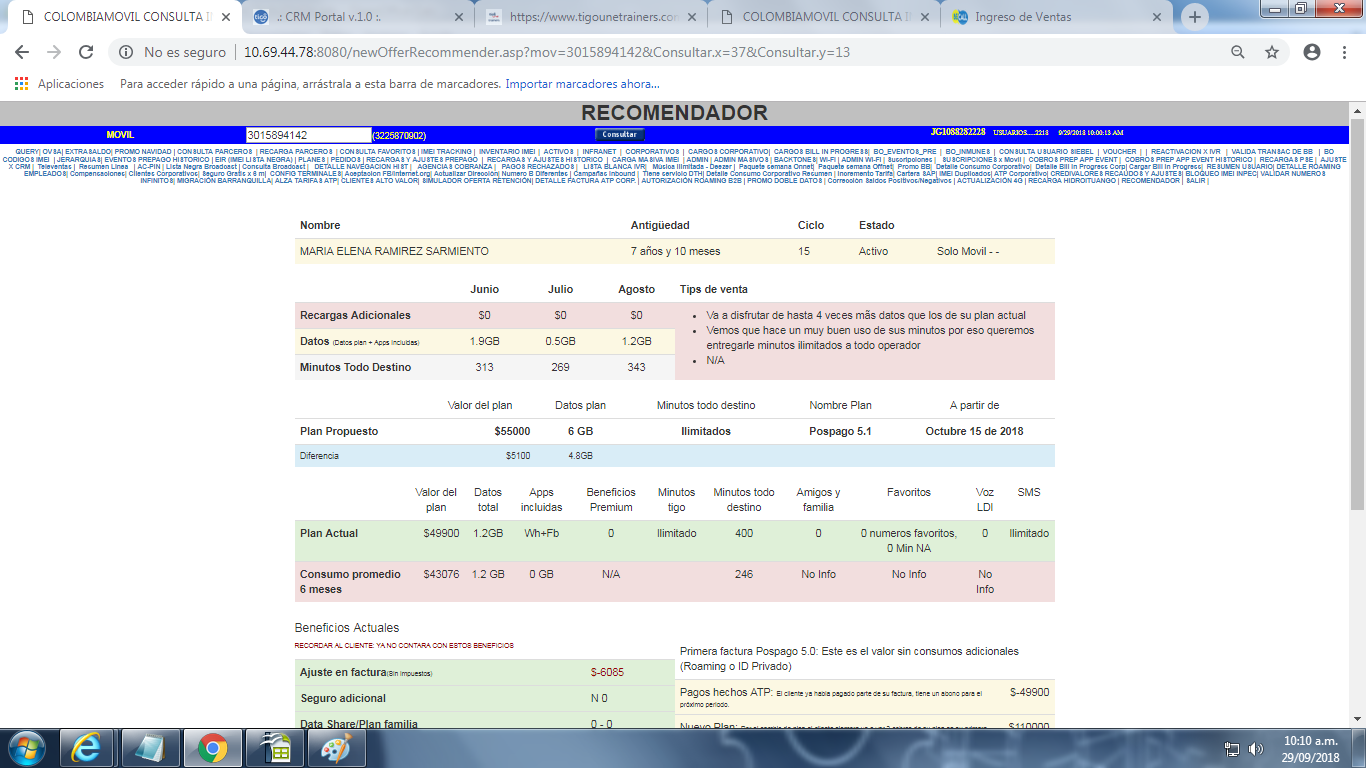 COLOMBIAMOVIL CONSULTA I
.: CRM Portal v.1.0 :.
https://www.tigounetrainers.con
COLOMBIAMOVIL CONSULTA I
Ingreso de Ventas
No es seguro | 10.69.44.78:8080/newOfferRecommender.asp?mov=3015894142&Consultar.x=37&Consultar.y=13
Aplicaciones Para acceder rápido a una página, arrástrala a esta barra de marcadores. Importar marcadores ahora...
RECOMENDADOR
MOVIL 3015894142 (3225870902) Consultar JG1088282228 USUARIOS.....2218 9/29/2018 10:00:13 AM
QUERY| OVSA| EXTRASALDO| PROMO NAVIDAD | CONSULTA PARCEROS | RECARGA PARCEROS | CONSULTA FAVORITOS | IMEI TRACKING | INVENTARIO IMEI | ACTIVOS | INFRANET | CORPORATIVOS | CARGOS CORPORATIVO| CARGOS BILL IN PROGRESS| BO_EVENTOS_PRE | BO_INMUNES | CONSULTA USUARIO SIEBEL | VOUCHER | | REACTIVACION X IVR | VALIDA TRANSAC DE BB | BO
CODIGOS IMEI | JERARQUIAS| EVENTOS PREPAGO HISTORICO | EIR (IMEI LISTA NEGRA) | PLANES | PEDIDOS | RECARGAS Y AJUSTES PREPAGO | RECARGAS Y AJUSTES HISTORICO | CARGA MASIVA IMEI | ADMIN | ADMIN MASIVOS | BACKTONES| WI-FI | ADMIN WI-FI | Suscripciones | SUSCRIPCIONES x Movil | COBROS PREP APP EVENT | COBROS PREP APP EVENT HISTORICO | RECARGAS PSE | AJUSTE
X CRM | Televentas | Resumen Linea | AC-PIN | Lista Negra Broadcast | Consulta Broadcast | DETALLE NAVEGACION HIST | AGENCIAS COBRANZA | PAGOS RECHAZADOS | LISTA BLANCA IVR| Música Ilimitada - Deezer | Paquete semana Onnet| Paquete semana Offnet| Promo BB| Detalle Consumo Corporativo| Detalle Bill In Progress Corp| Cargar Bill In Progress| RESUMEN USUARIO| DETALLE ROAMING
EMPLEADOS| Compensaciones| Clientes Corporativos| Seguro Gratis x 6 m| CONFIG TERMINALES| Aceptacion FB/Internet.org| Actualizar Dirección| Numero B Diferentes | Campañas Inbound | Tiene servicio DTH| Detalle Consumo Corporativo Resumen | Incremento Tarifa| Cartera SAP| IMEI Duplicados| ATP Corporativo| CREDIVALORES RECAUDOS Y AJUSTES| BLOQUEO IMEI INPEC| VALIDAR NUMEROS
INFINITOS| MIGRACIÓN BARRANQUILLA| ALZA TARIFAS ATP| CLIENTES ALTO VALOR| SIMULADOR OFERTA RETENCIÓN| DETALLE FACTURA ATP CORP. | AUTORIZACIÓN ROAMING B2B | PROMO DOBLE DATOS | Corrección Saldos Positivos/Negativos | ACTUALIZACIÓN 4G | RECARGA HIDROITUANGO | RECOMENDADOR | SALIR |
Nombre Antigüedad Ciclo Estado
MARIA ELENA RAMIREZ SARMIENTO 7 años y 10 meses 15 Activo Solo Movil - -
Junio Julio Agosto Tips de venta
Recargas Adicionales $0 $0 $0
Datos (Datos plan + Apps incluidas) 1.9GB 0.5GB 1.2GB
Minutos Todo Destino 313 269 343
• Va a disfrutar de hasta 4 veces mãs datos que los de su plan actual
• Vemos que hace un muy buen uso de sus minutos por eso queremos
entregarle minutos ilimitados a todo operador
• N/A
Valor del plan Datos plan Minutos todo destino Nombre Plan A partir de
Plan Propuesto $55000 6 GB Ilimitados Pospago 5.1 Octubre 15 de 2018
Diferencia $5100 4.8GB
Valor del plan Datos total Apps incluidas Beneficios Premium Minutos tigo Minutos todo destino Amigos y familia Favoritos Voz LDI SMS
Plan Actual $49900 1.2GB Wh+Fb 0 Ilimitado 400 0 0 numeros favoritos, 0 Min NA 0 Ilimitado
Consumo promedio 6 meses $43076 1.2 GB 0 GB N/A 246 No Info No Info No Info
Beneficios Actuales
RECORDAR AL CLIENTE: YA NO CONTARA CON ESTOS BENEFICIOS
Ajuste en factura(Sin Impuestos) $-6085
Seguro adicional N 0
Data Share/Plan familia 0 - 0
Primera factura Pospago 5.0: Este es el valor sin consumos adicionales
(Roaming o ID Privado)
Pagos hechos ATP: El cliente ya habia pagado parte de su factura, tiene un abono para el próximo periodo. $-49900
Nuevo Plan: $110000
10:10 a.m.
29/09/2018